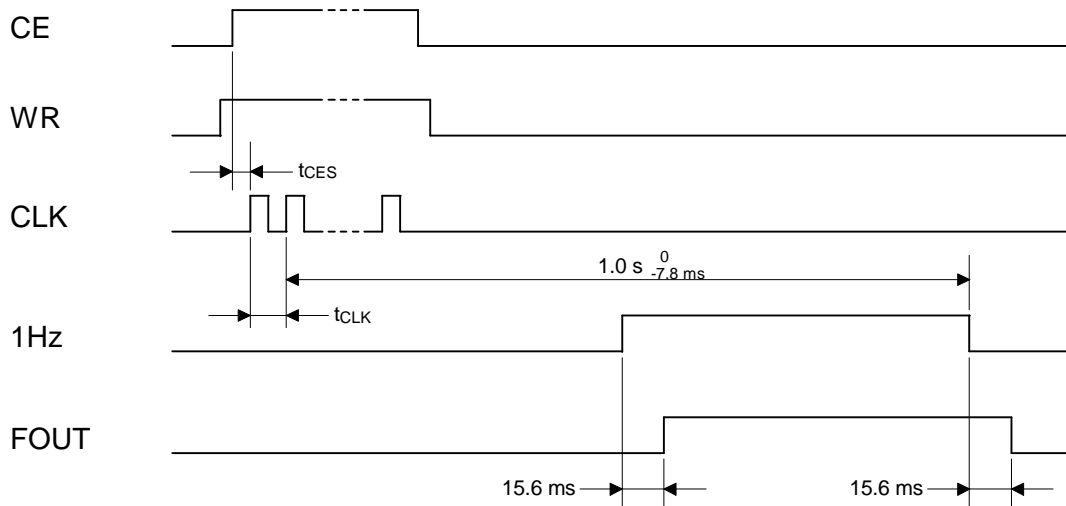 CE
WR
tCES
CLK
1.0 s 0 -7.8 ms
tCLK
1Hz
FOUT
15.6 ms 15.6 ms